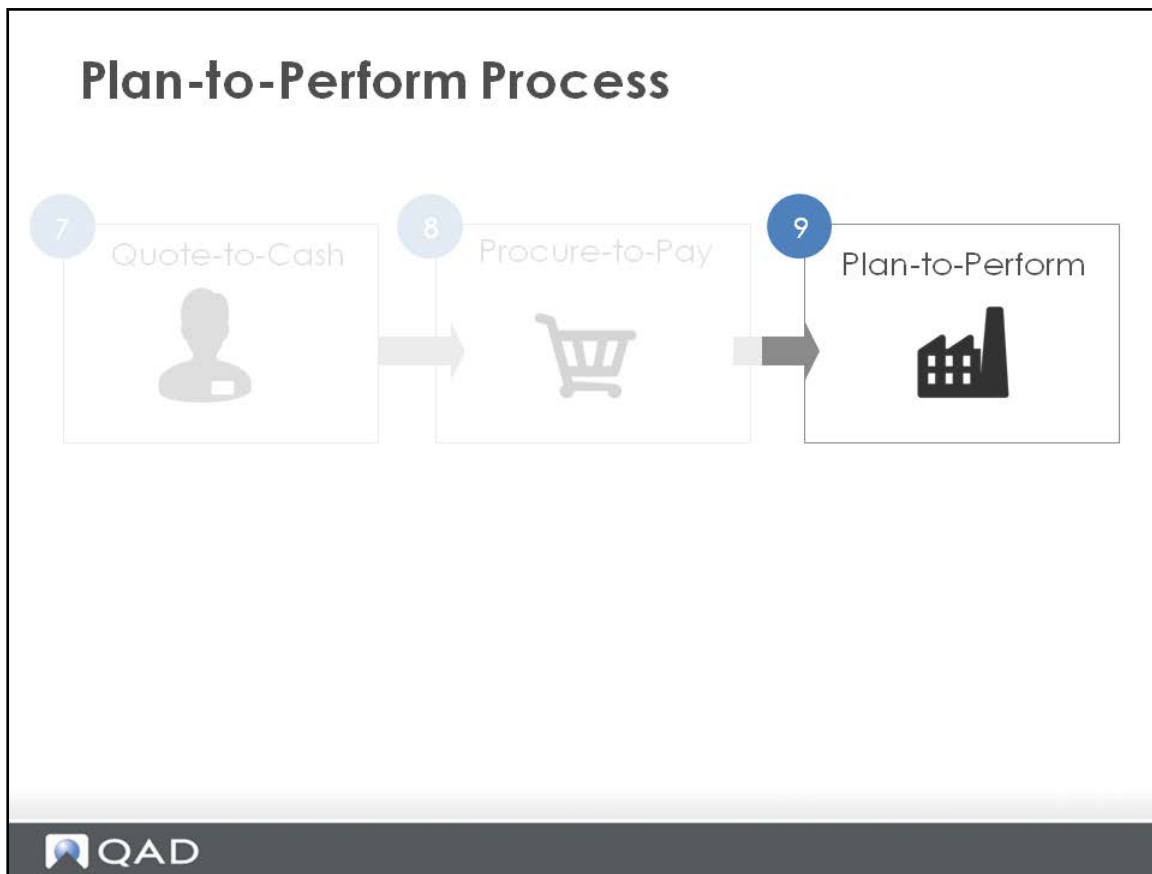 Plan-to-Perform Process
7
Quote-to-Cash
8
Procure-to-Pay
9
Plan-to-Perform
QAD